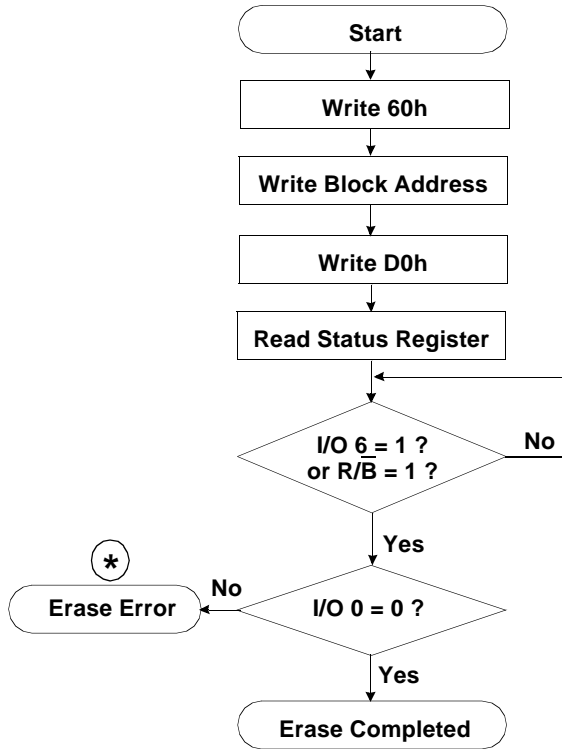 Start
Write 60h
Write Block Address
Write D0h
Read Status Register
I/O 6 = 1 ?
or R/B̅ = 1 ?
No
Yes
*
No
Erase Error
I/O 0 = 0 ?
Yes
Erase Completed